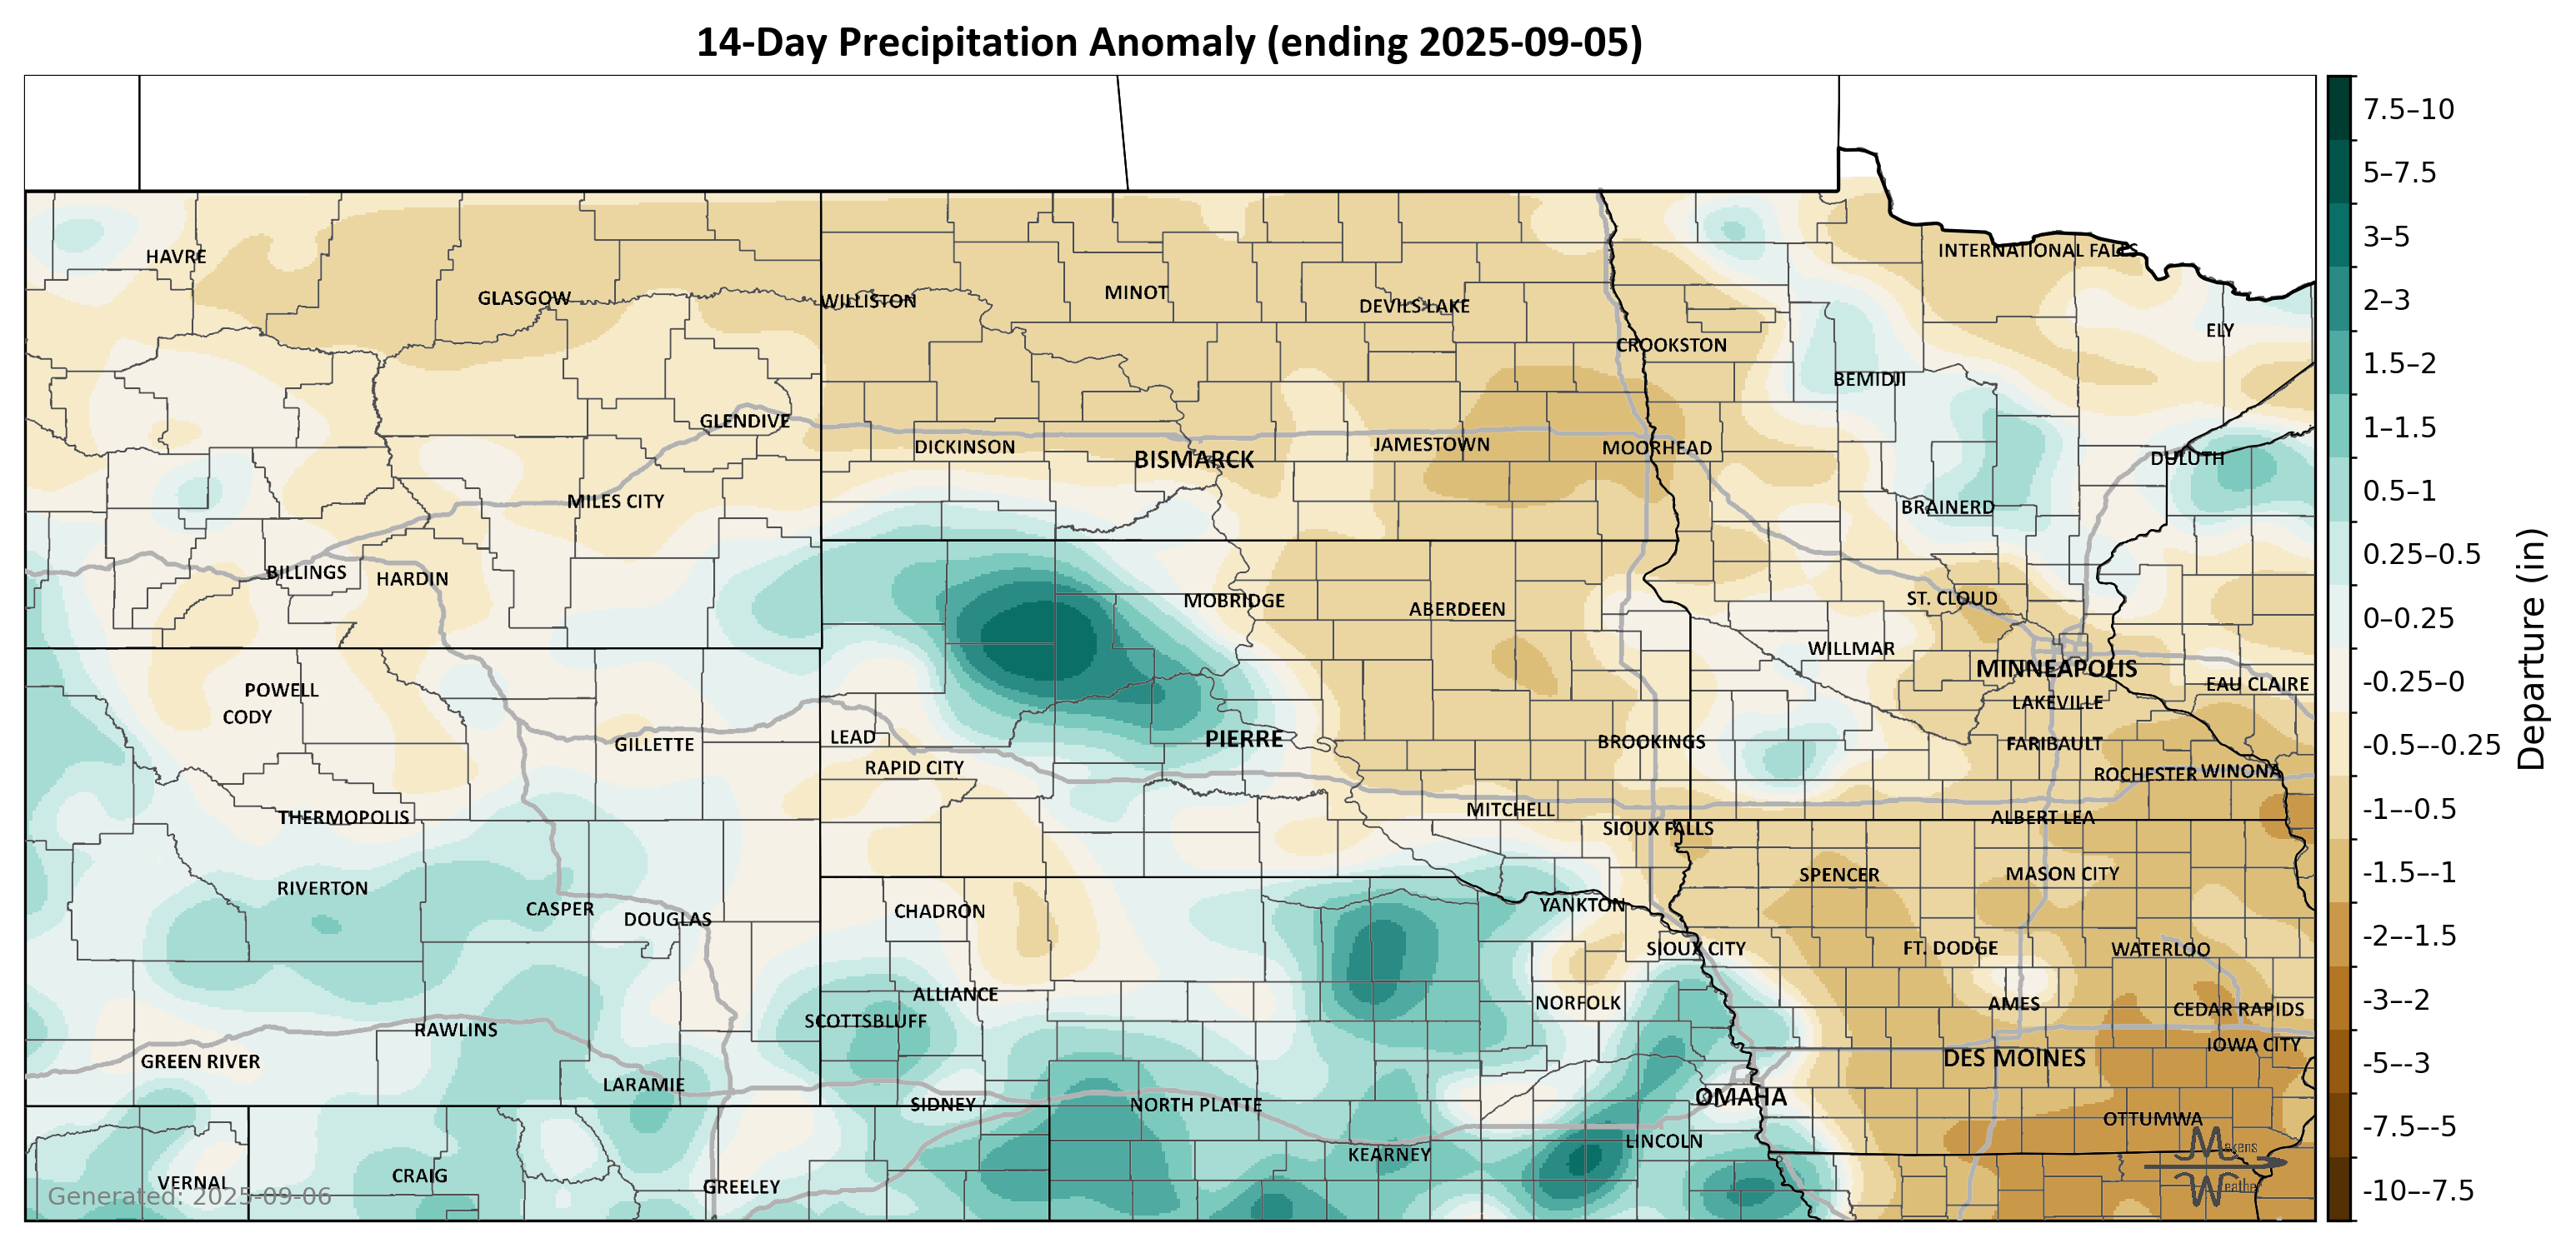 14-Day Precipitation Anomaly (ending 2025-09-05)
7.5–10
5–7.5
3–5
2–3
1.5–2
1–1.5
0.5–1
0.25–0.5
0–0.25
-0.25–0
-0.5–-0.25
-1–-0.5
-1.5–-1
-2–-1.5
-3–-2
-5–-3
-7.5–-5
-10–-7.5
Departure (in)
HAVRE
INTERNATIONAL FALLS
GLASGOW
WILLISTON
MINOT
DEVILS LAKE
ELY
CROOKSTON
BEMIDJI
GLENDIVE
DICKINSON
BISMARCK
JAMESTOWN
MOORHEAD
DULUTH
MILES CITY
BRAINERD
BILLINGS
HARDIN
MOBRIDGE
ABERDEEN
ST. CLOUD
WILLMAR
MINNEAPOLIS
POWELL
EAU CLAIRE
CODY
LAKEVILLE
GILLETTE
LEAD
PIERRE
BROOKINGS
FARIBAULT
RAPID CITY
ROCHESTER
WINONA
THERMOPOLIS
MITCHELL
ALBERT LEA
SIOUX FALLS
RIVERTON
SPENCER
MASON CITY
CASPER
DOUGLAS
CHADRON
YANKTON
SIOUX CITY
FT. DODGE
WATERLOO
ALLIANCE
NORFOLK
AMES
CEDAR RAPIDS
SCOTTSBLUFF
RAWLINS
IOWA CITY
GREEN RIVER
DES MOINES
LARAMIE
OMAHA
SIDNEY
NORTH PLATTE
OTTUMWA
LINCOLN
KEARNEY
VERNAL
CRAIG
GREELEY
Makens
Weather
Generated: 2025-09-06